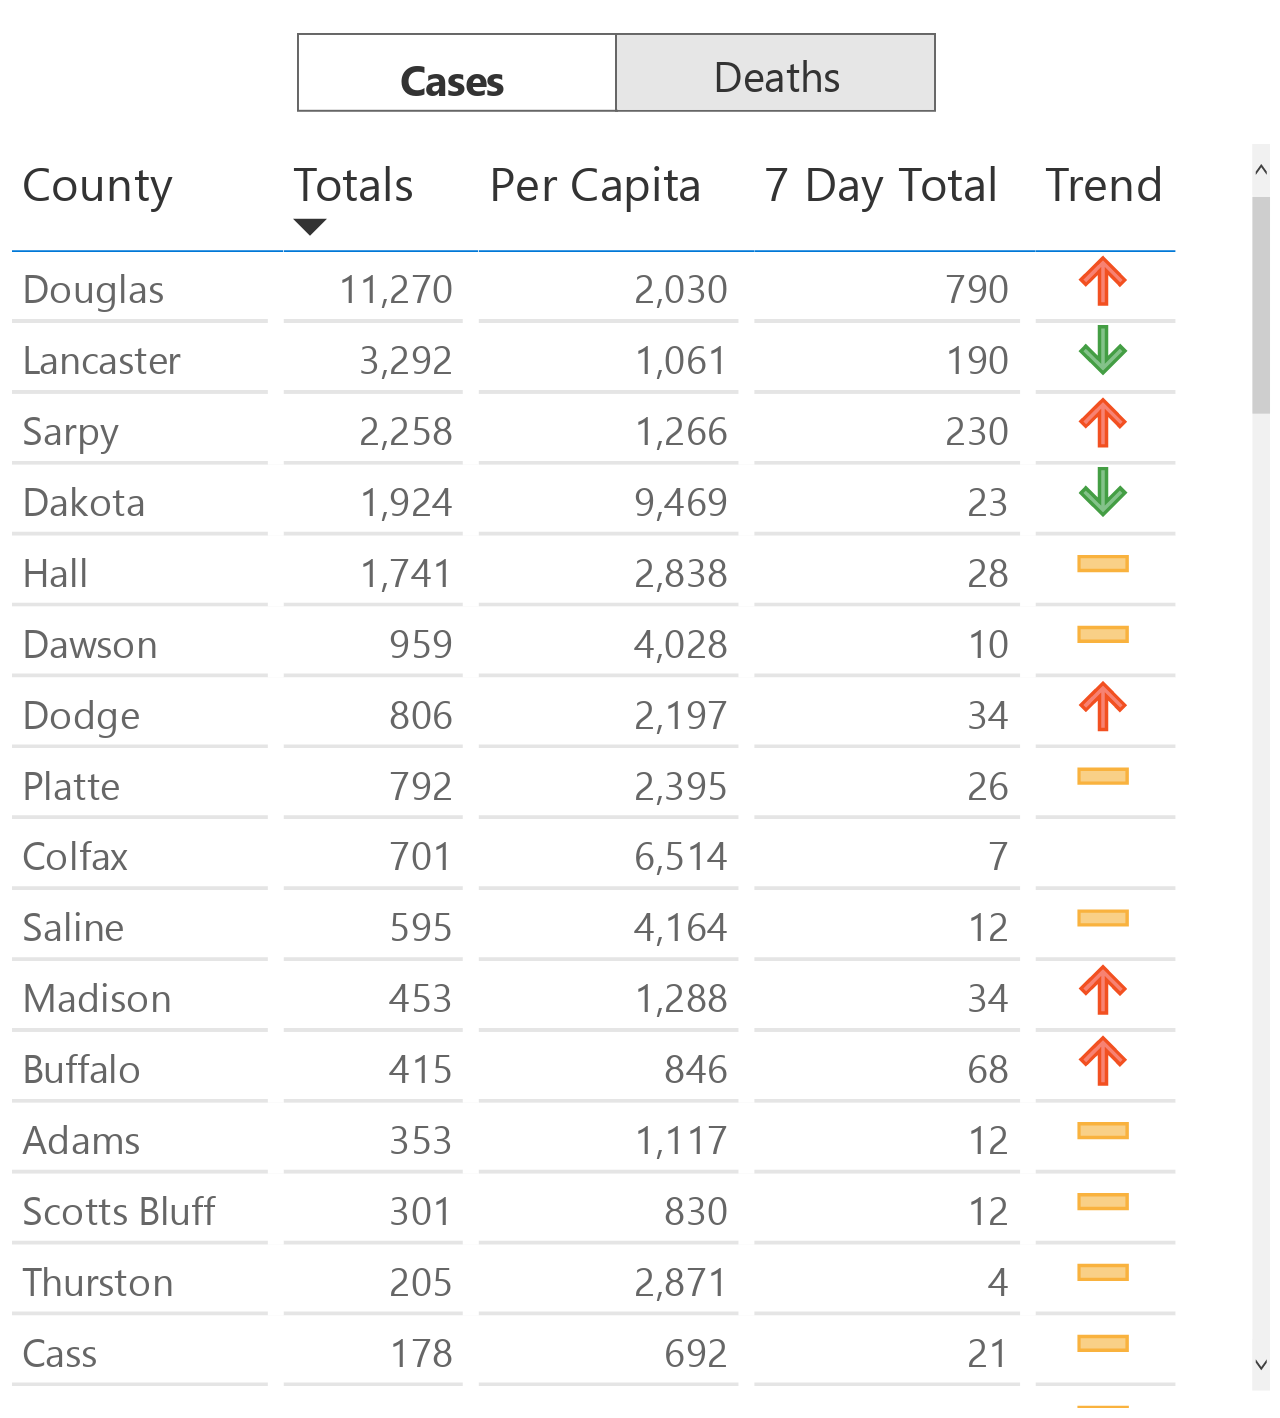 Cases Deaths
County Totals Per Capita 7 Day Total Trend
Douglas 11,270 2,030 790
Lancaster 3,292 1,061 190
Sarpy 2,258 1,266 230
Dakota 1,924 9,469 23
Hall 1,741 2,838 28
Dawson 959 4,028 10
Dodge 806 2,197 34
Platte 792 2,395 26
Colfax 701 6,514 7
Saline 595 4,164 12
Madison 453 1,288 34
Buffalo 415 846 68
Adams 353 1,117 12
Scotts Bluff 301 830 12
Thurston 205 2,871 4
Cass 178 692 21